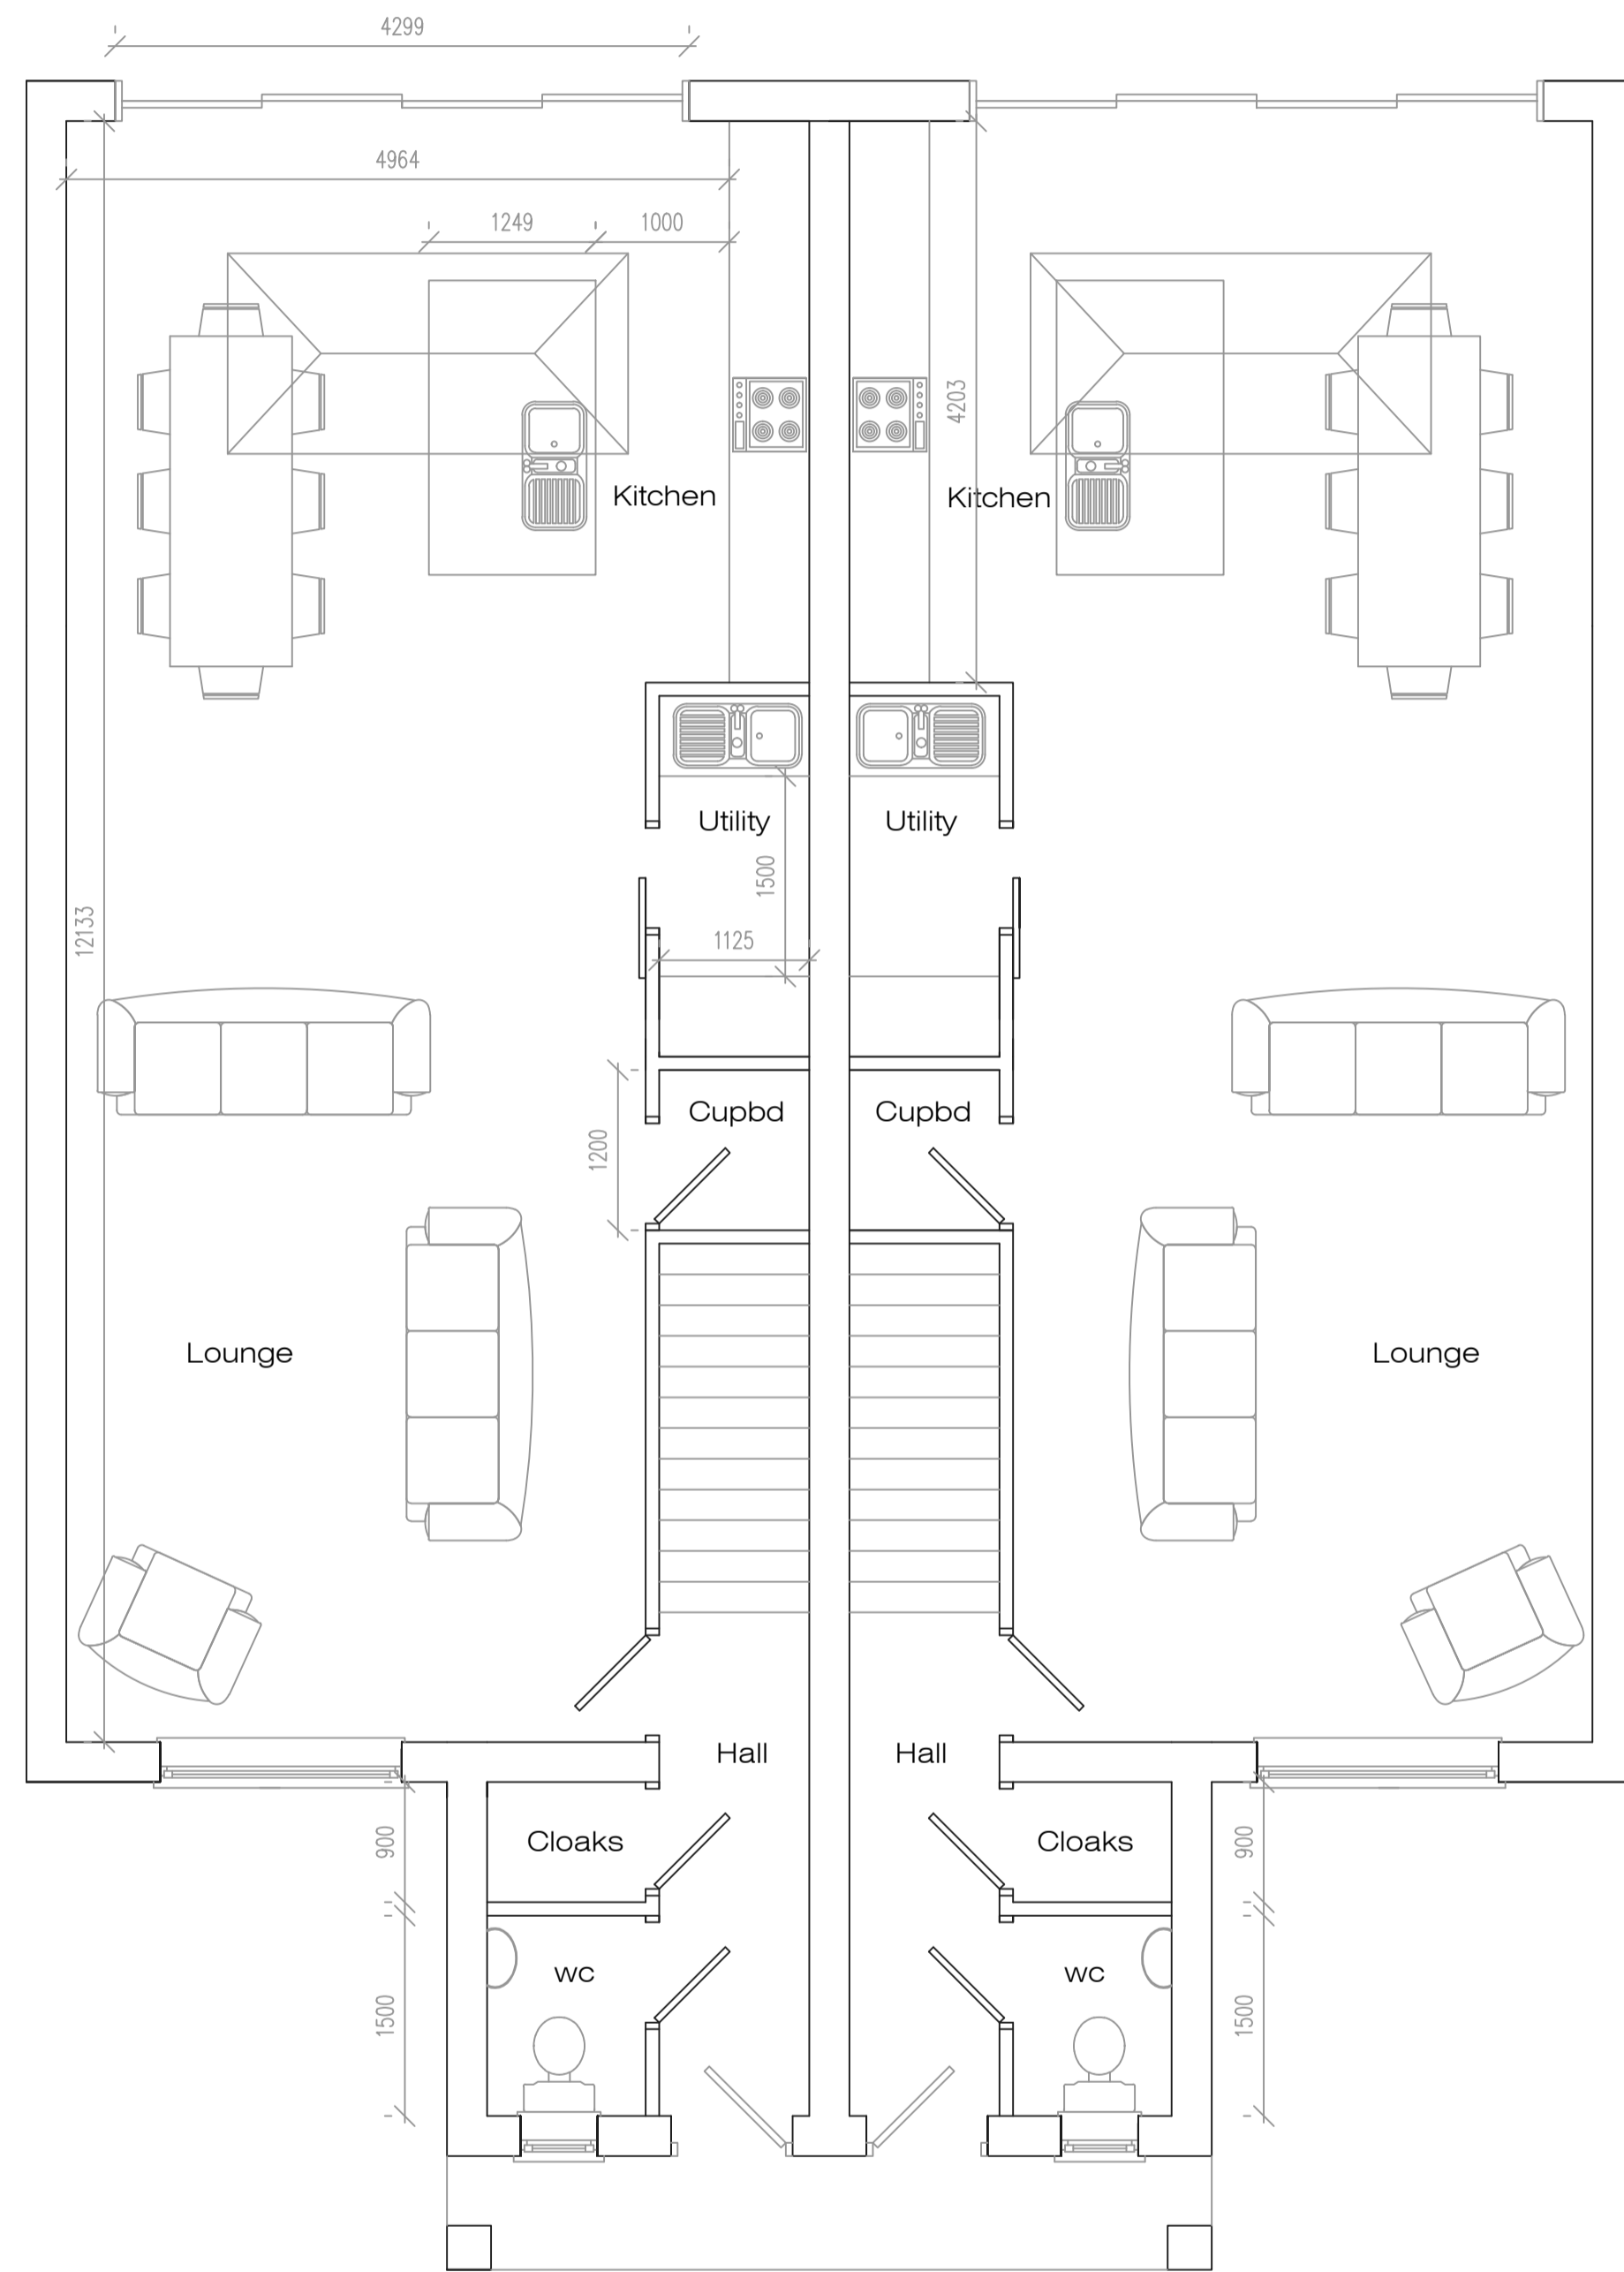 4299
4964
1249 1000
4203
Kitchen Kitchen
Utility Utility
1500
12133
1125
Cupbd Cupbd
1200
Lounge Lounge
Hall Hall
900 Cloaks Cloaks 900
wc wc
1500 1500